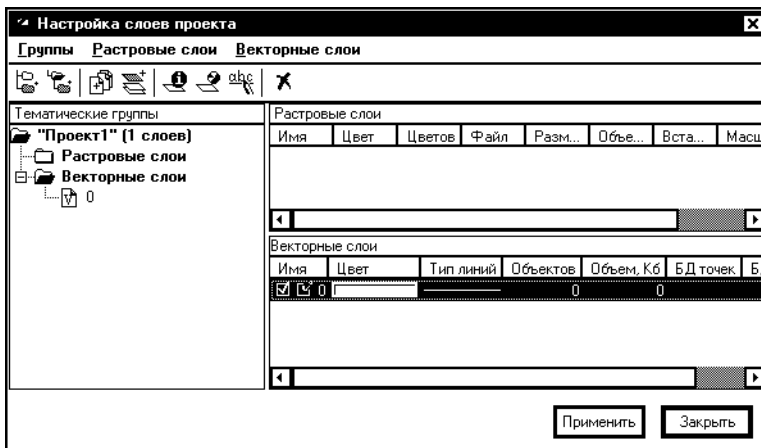 Настройка слоев проекта
Группы Растровые слои Векторные слои
abc
Тематические группы
"Проект1" (1 слоев)
Растровые слои
Векторные слои
0
Растровые слои
Имя Цвет Цветов Файл Разм... Объе... Вста... Масш
Векторные слои
Имя Цвет Тип линий Объектов Объем, Кб БД точек Б
0 0 0
Применить Закрыть